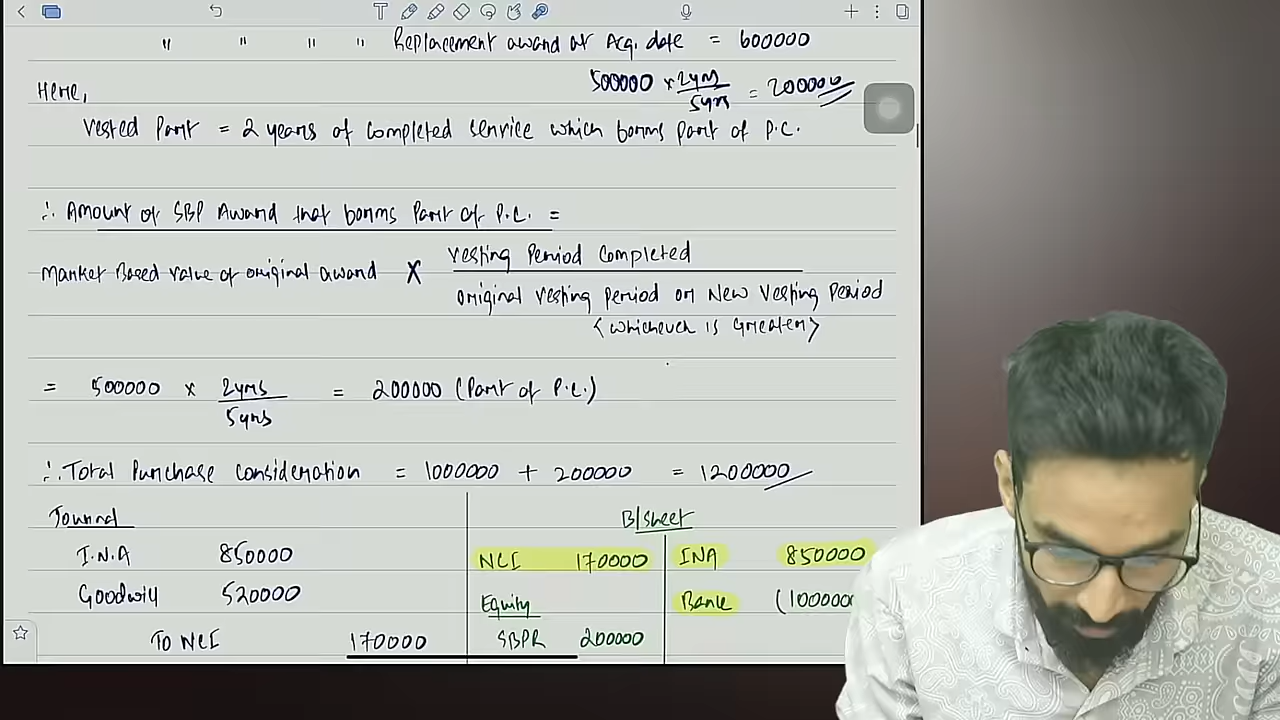 " " " " Replacement award at Acq. date = 600000
500000 x 2yrs / 5yrs = 200000
Here,
Vested Part = 2 years of completed service which forms part of P.C.
∴ Amount of SBP Award that forms Part of P.C. =
Market Based value of original award X Vesting Period Completed / Original Vesting Period or New Vesting Period
(whichever is Greater)
= 500000 x 2yrs / 5yrs = 200000 (Part of P.C.)
∴ Total Purchase Consideration = 1000000 + 200000 = 1200000
Journal B/sheet
I.N.A 850000 NCI 170000 INA 850000
Goodwill 520000 Equity Bank (1000000
To NCI 170000 SBPR 200000